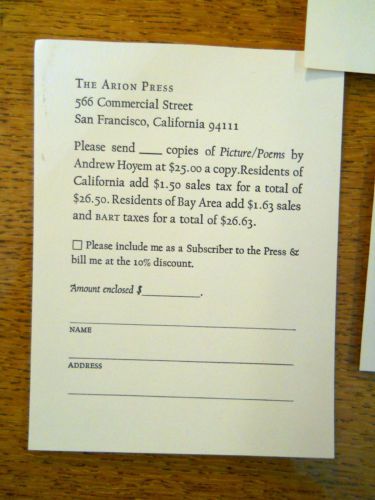 THE ARION PRESS
566 Commercial Street
San Francisco, California 94111
Please send ___ copies of Picture/Poems by
Andrew Hoyem at $25.00 a copy.Residents of
California add $1.50 sales tax for a total of
$26.50. Residents of Bay Area add $1.63 sales
and BART taxes for a total of $26.63.
☐ Please include me as a Subscriber to the Press &
bill me at the 10% discount.
Amount enclosed $__________.
NAME
ADDRESS